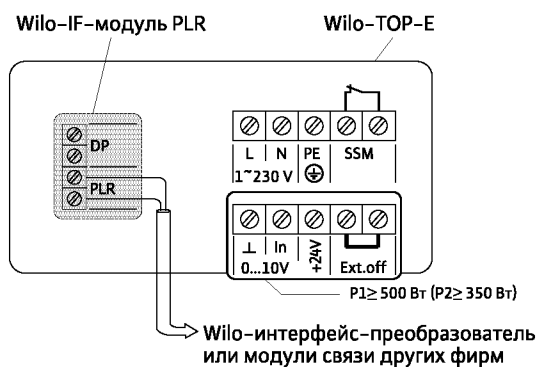 Wilo-IF-модуль PLR
Wilo-TOP-E
DP
PLR
L N PE SSM
1~230 V
⊥ In +24V
0...10V Ext.off
P1≥ 500 Вт (P2≥ 350 Вт)
Wilo-интерфейс-преобразователь
или модули связи других фирм